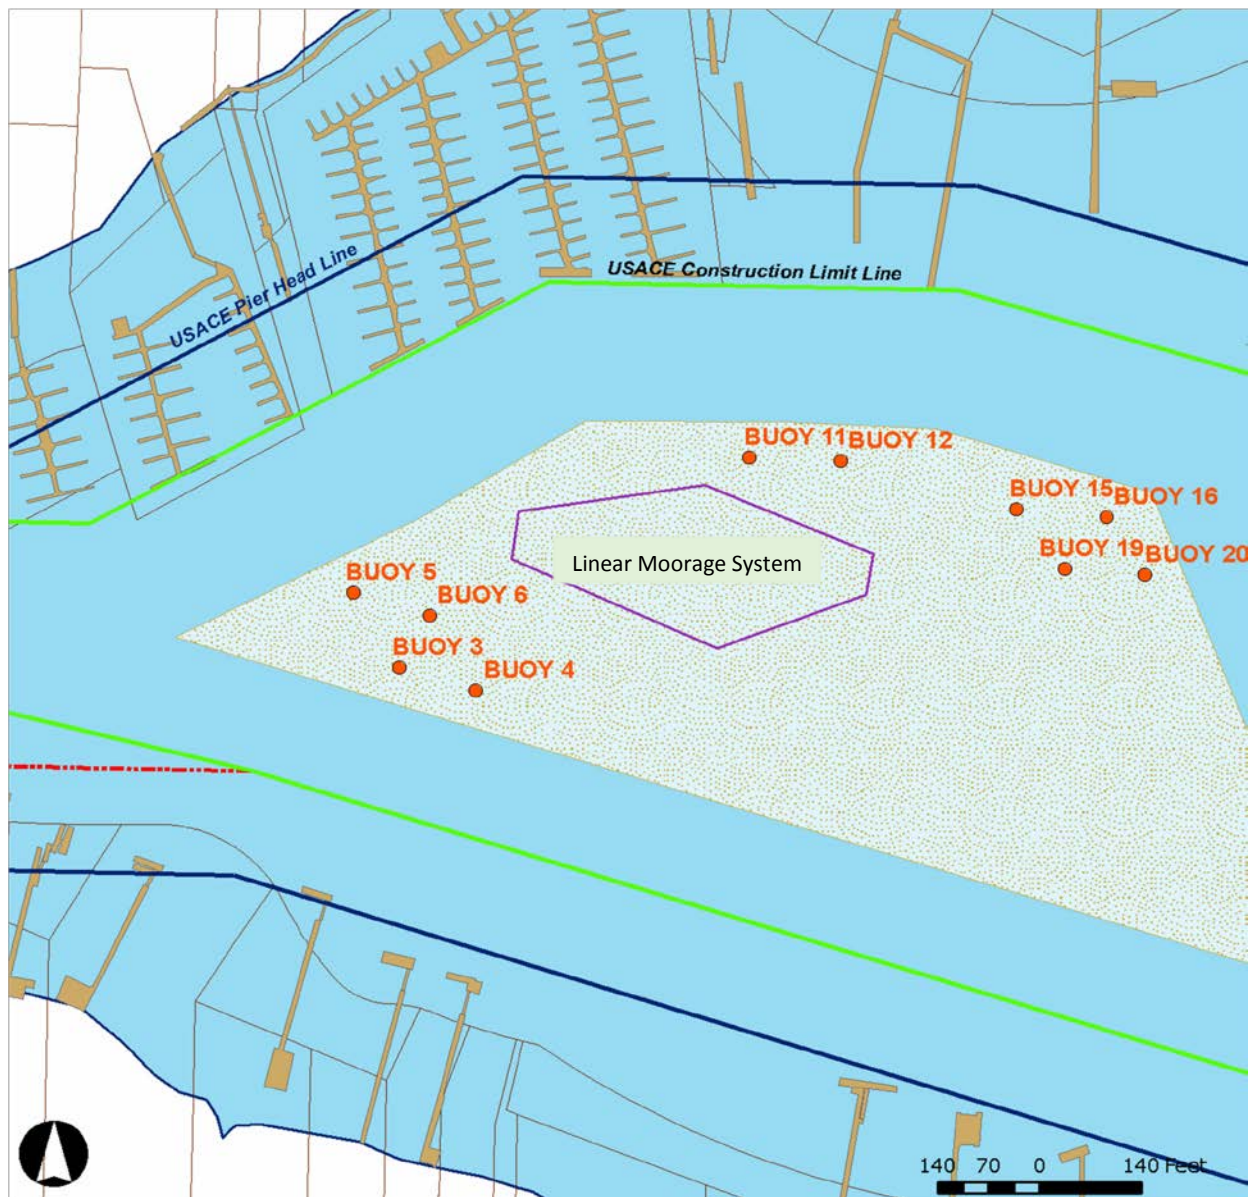 USACE Pier Head Line
USACE Construction Limit Line
BUOY 11
BUOY 12
BUOY 15
BUOY 16
BUOY 19
BUOY 20
Linear Moorage System
BUOY 5
BUOY 6
BUOY 3
BUOY 4
140 70 0 140 Feet